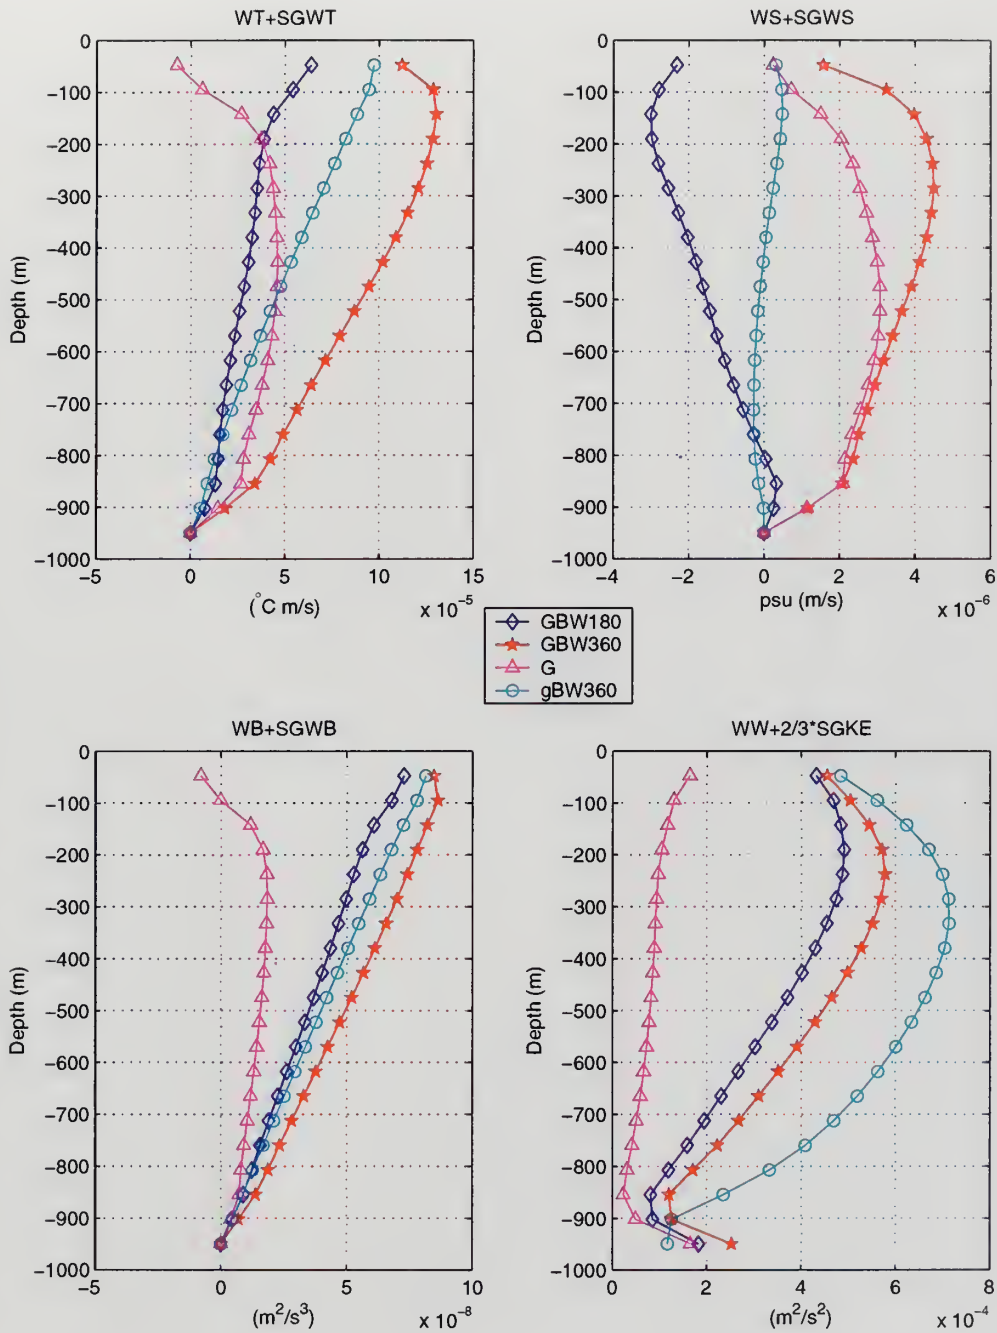 WT+SGWT
0
−100
−200
−300
−400
−500
−600
−700
−800
−900
−1000
Depth (m)
−5 0 5 10 15
(°C m/s)
x 10^-5
WS+SGWS
0
−100
−200
−300
−400
−500
−600
−700
−800
−900
−1000
Depth (m)
−4 −2 0 2 4 6
psu (m/s)
x 10^-6
GBW180
GBW360
G
gBW360
WB+SGWB
0
−100
−200
−300
−400
−500
−600
−700
−800
−900
−1000
Depth (m)
−5 0 5 10
(m²/s³)
x 10^-8
WW+2/3*SGKE
0
−100
−200
−300
−400
−500
−600
−700
−800
−900
−1000
Depth (m)
0 2 4 6 8
(m²/s²)
x 10^-4